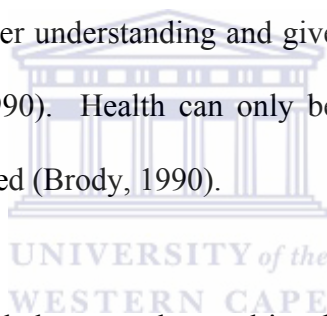 er understanding and give
90). Health can only be
ed (Brody, 1990).
UNIVERSITY of the
WESTERN CAPE